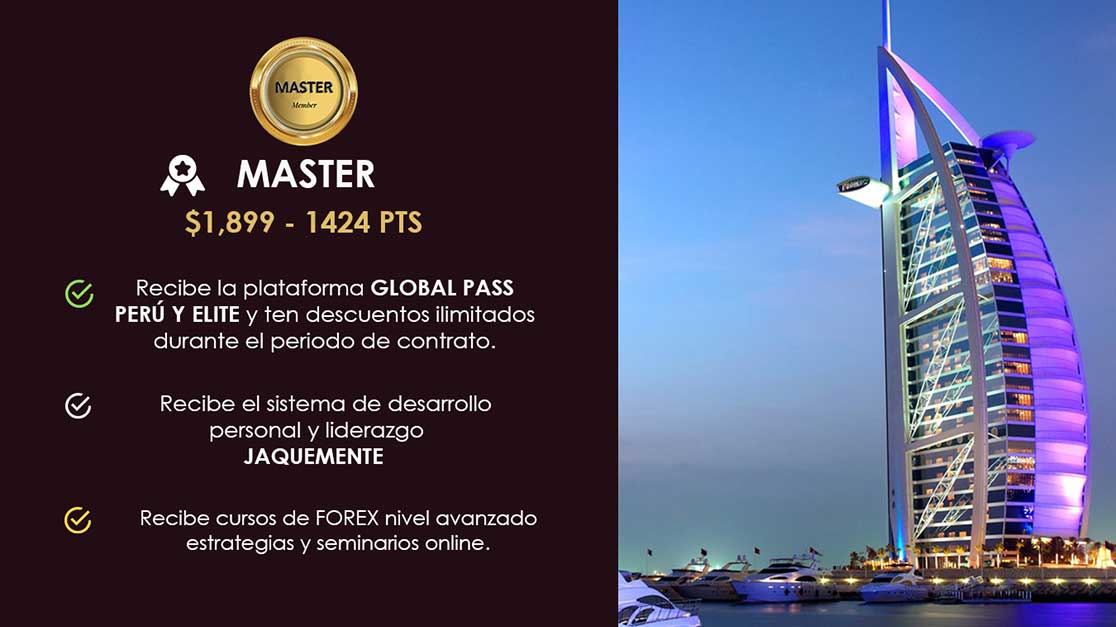 MASTER
Member
MASTER
$1,899 - 1424 PTS
Recibe la plataforma GLOBAL PASS
PERÚ Y ELITE y ten descuentos ilimitados
durante el periodo de contrato.
Recibe el sistema de desarrollo
personal y liderazgo
JAQUEMENTE
Recibe cursos de FOREX nivel avanzado
estrategias y seminarios online.